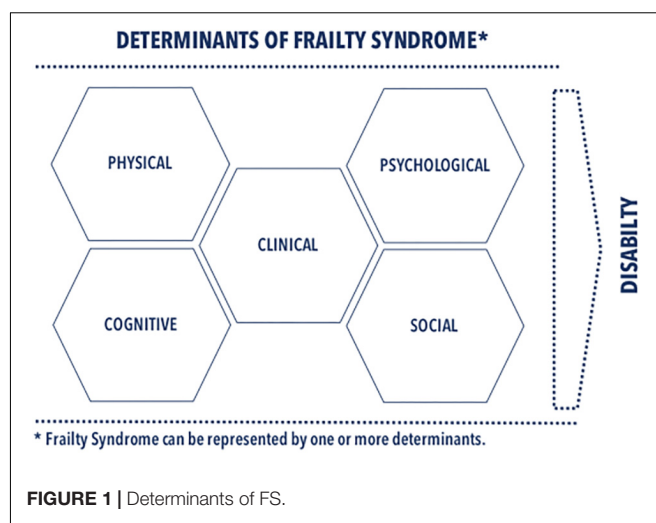 DETERMINANTS OF FRAILTY SYNDROME*
PHYSICAL
PSYCHOLOGICAL
CLINICAL
COGNITIVE
SOCIAL
DISABILTY
* Frailty Syndrome can be represented by one or more determinants.
FIGURE 1 | Determinants of FS.